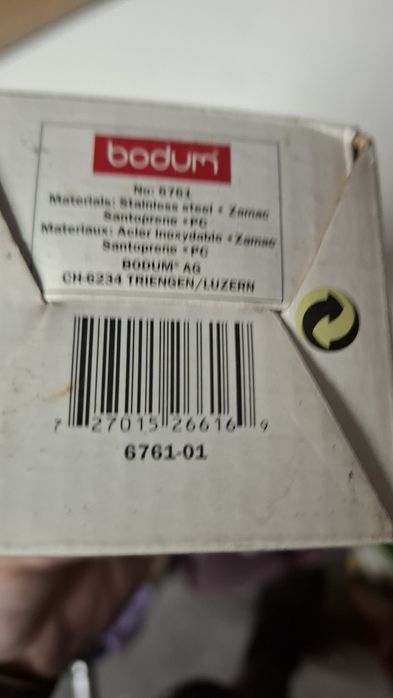 bodum®
No: 6761
Materials: Stainless steel • Zamac
Santoprene • PC
Materiaux: Acier Inoxydable • Zamac
Santoprene • PC
BODUM® AG
CH-6234 TRIENGEN/LUZERN
7 27015 26616 9
6761-01